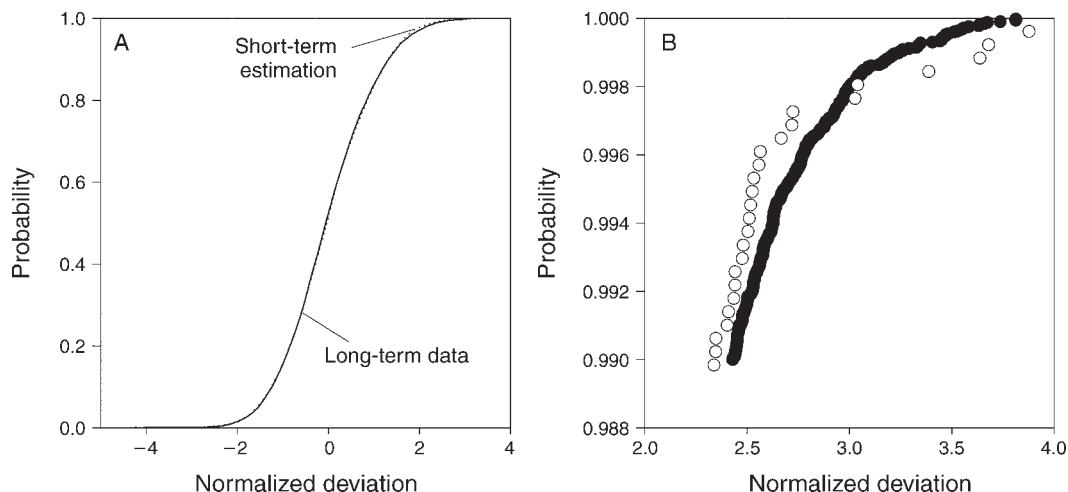 A
Short-term
estimation
Long-term data
Probability
1.0
0.8
0.6
0.4
0.2
0.0
−4
−2
0
2
4
Normalized deviation
B
Probability
1.000
0.998
0.996
0.994
0.992
0.990
0.988
2.0
2.5
3.0
3.5
4.0
Normalized deviation